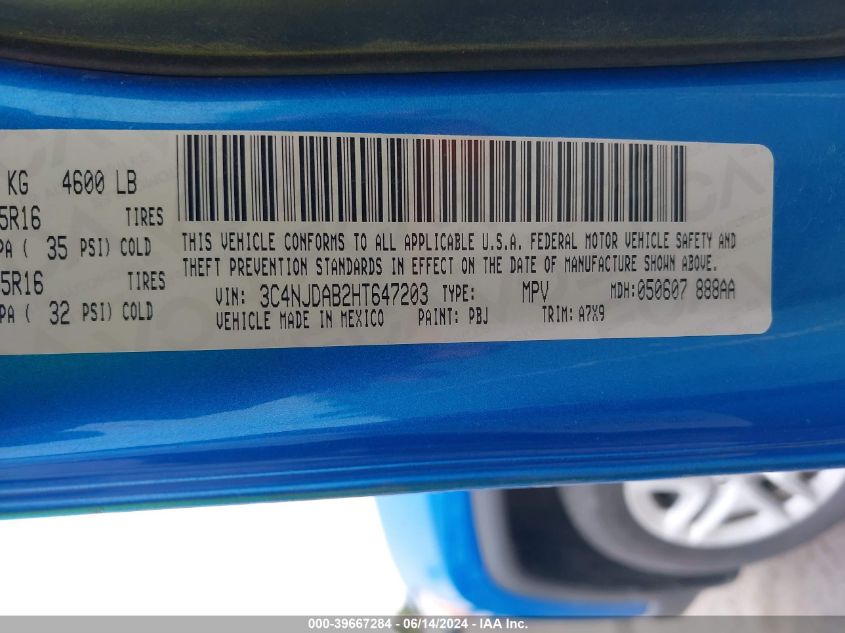 KG 4600 LB
5R16 TIRES
PA ( 35 PSI) COLD
5R16 TIRES
PA ( 32 PSI) COLD
THIS VEHICLE CONFORMS TO ALL APPLICABLE U.S.A. FEDERAL MOTOR VEHICLE SAFETY AND
THEFT PREVENTION STANDARDS IN EFFECT ON THE DATE OF MANUFACTURE SHOWN ABOVE.
VIN: 3C4NJDAB2HT647203 TYPE: MPV MDH:050607 888AA
VEHICLE MADE IN MEXICO PAINT: PBJ TRIM: A7X9
000-39667284 - 06/14/2024 - IAA Inc.